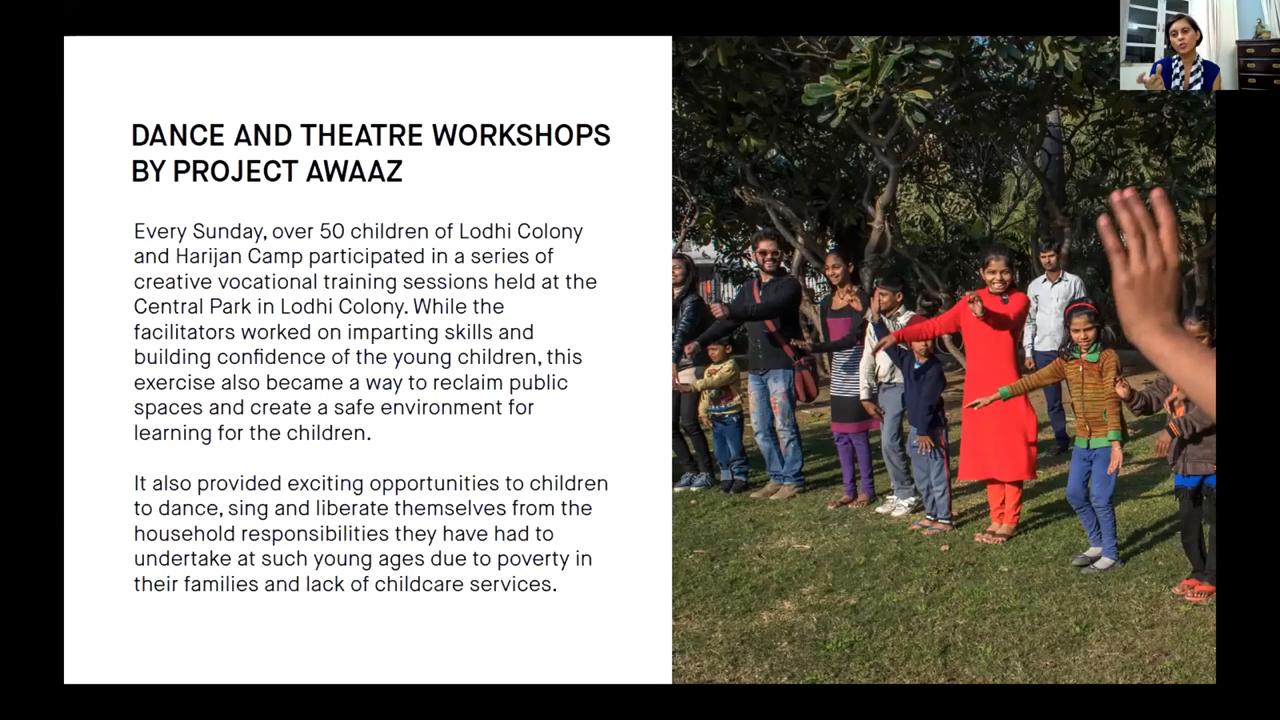 DANCE AND THEATRE WORKSHOPS
BY PROJECT AWAAZ
Every Sunday, over 50 children of Lodhi Colony
and Harijan Camp participated in a series of
creative vocational training sessions held at the
Central Park in Lodhi Colony. While the
facilitators worked on imparting skills and
building confidence of the young children, this
exercise also became a way to reclaim public
spaces and create a safe environment for
learning for the children.
It also provided exciting opportunities to children
to dance, sing and liberate themselves from the
household responsibilities they have had to
undertake at such young ages due to poverty in
their families and lack of childcare services.